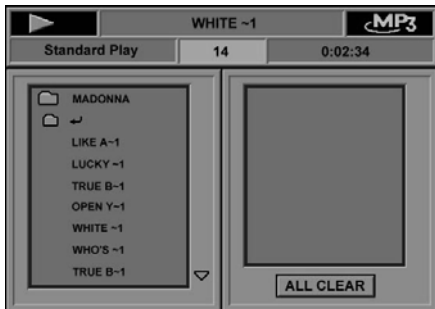 WHITE ~1 MP3
Standard Play 14 0:02:34
MADONNA
LIKE A~1
LUCKY ~1
TRUE B~1
OPEN Y~1
WHITE ~1
WHO'S ~1
TRUE B~1
ALL CLEAR